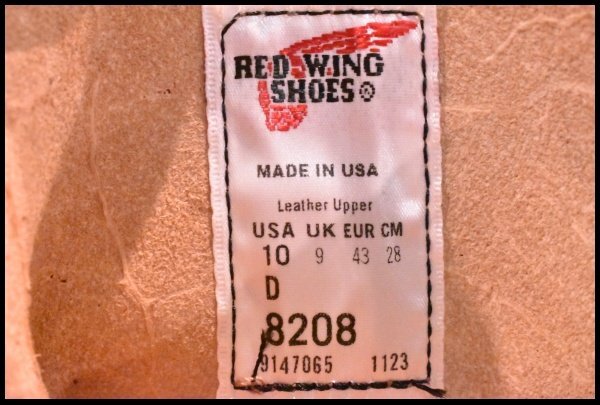 RED WING
SHOES®
MADE IN USA
Leather Upper
USA UK EUR CM
10 9 43 28
D
8208
9147065 1123